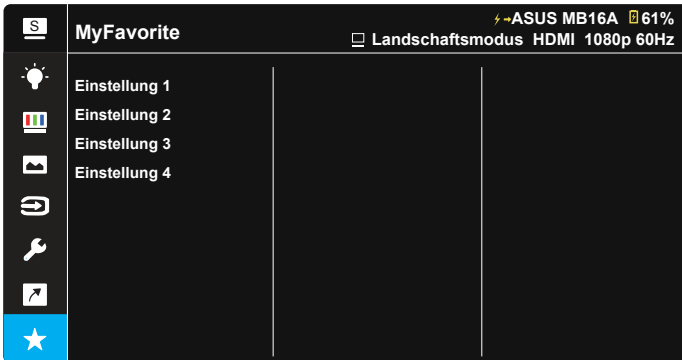 S
MyFavorite
ASUS MB16A 61%
Landschaftsmodus HDMI 1080p 60Hz
Einstellung 1
Einstellung 2
Einstellung 3
Einstellung 4